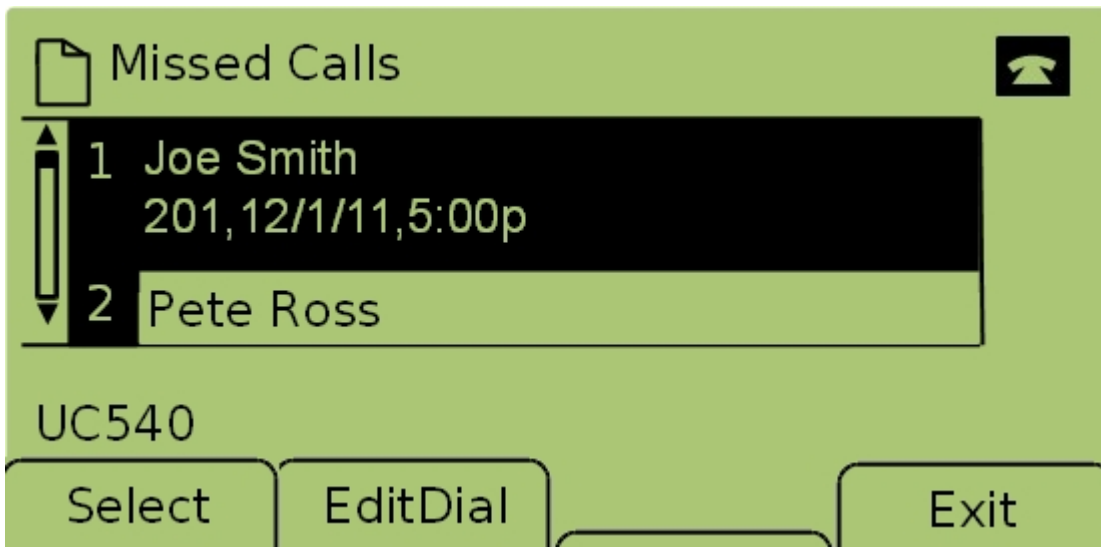 Missed Calls
1 Joe Smith
201,12/1/11,5:00p
2 Pete Ross
UC540
Select EditDial Exit